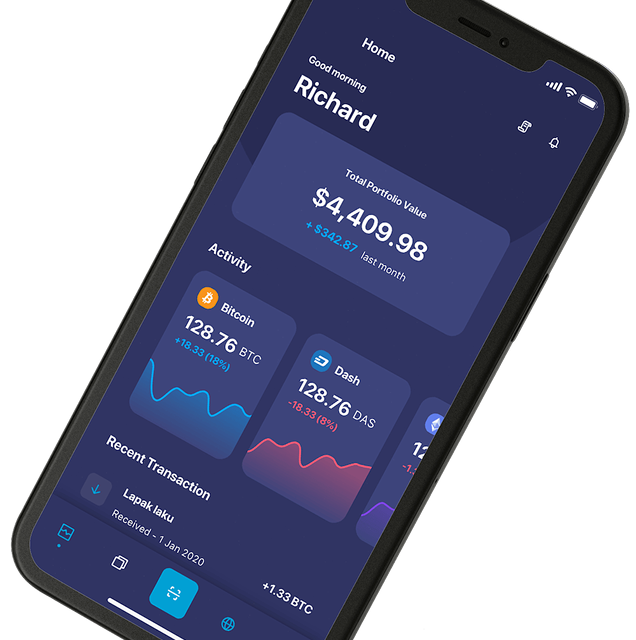 Home
Good morning
Richard
Total Portfolio Value
$4,409.98
+ $342.87 last month
Activity
Bitcoin
128.76 BTC
+18.33 (18%)
Dash
128.76 DAS
-18.33 (8%)
12
-1.
Recent Transaction
Lapak laku
Received - 1 Jan 2020
+1.33 BTC